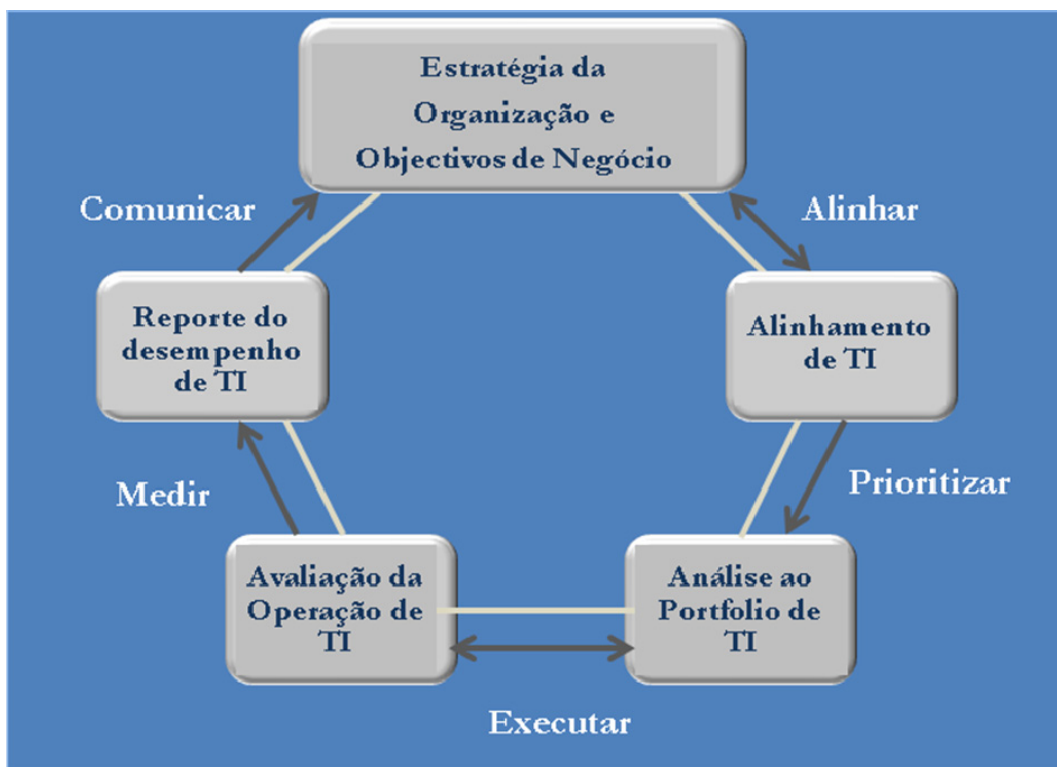 Estratégia da
Organização e
Objectivos de Negócio
Comunicar
Alinhar
Reporte do
desempenho
de TI
Alinhamento
de TI
Medir
Prioritizar
Avaliação da
Operação de
TI
Análise ao
Portfolio de
TI
Executar